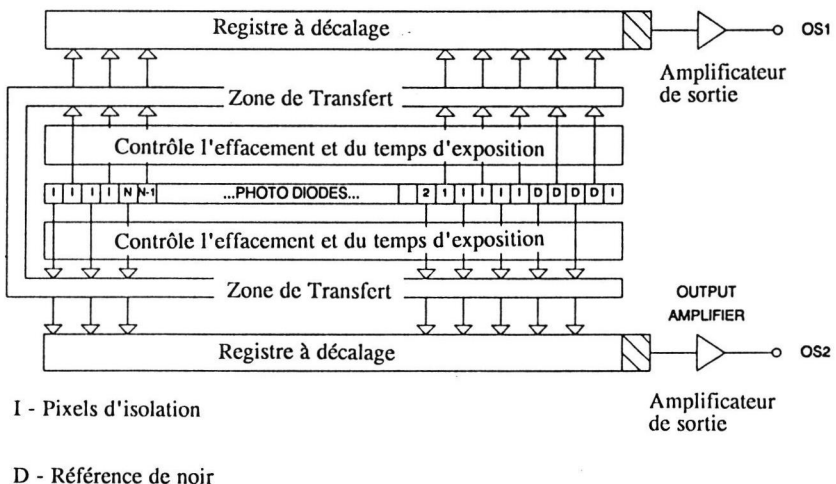 Registre à décalage
OS1
Amplificateur
de sortie
Zone de Transfert
Contrôle l'effacement et du temps d'exposition
I I I I N N-1 ...PHOTO DIODES... 2 1 I I I I D D D D I
Contrôle l'effacement et du temps d'exposition
Zone de Transfert
OUTPUT
AMPLIFIER
Registre à décalage
OS2
Amplificateur
de sortie
I - Pixels d'isolation
D - Référence de noir